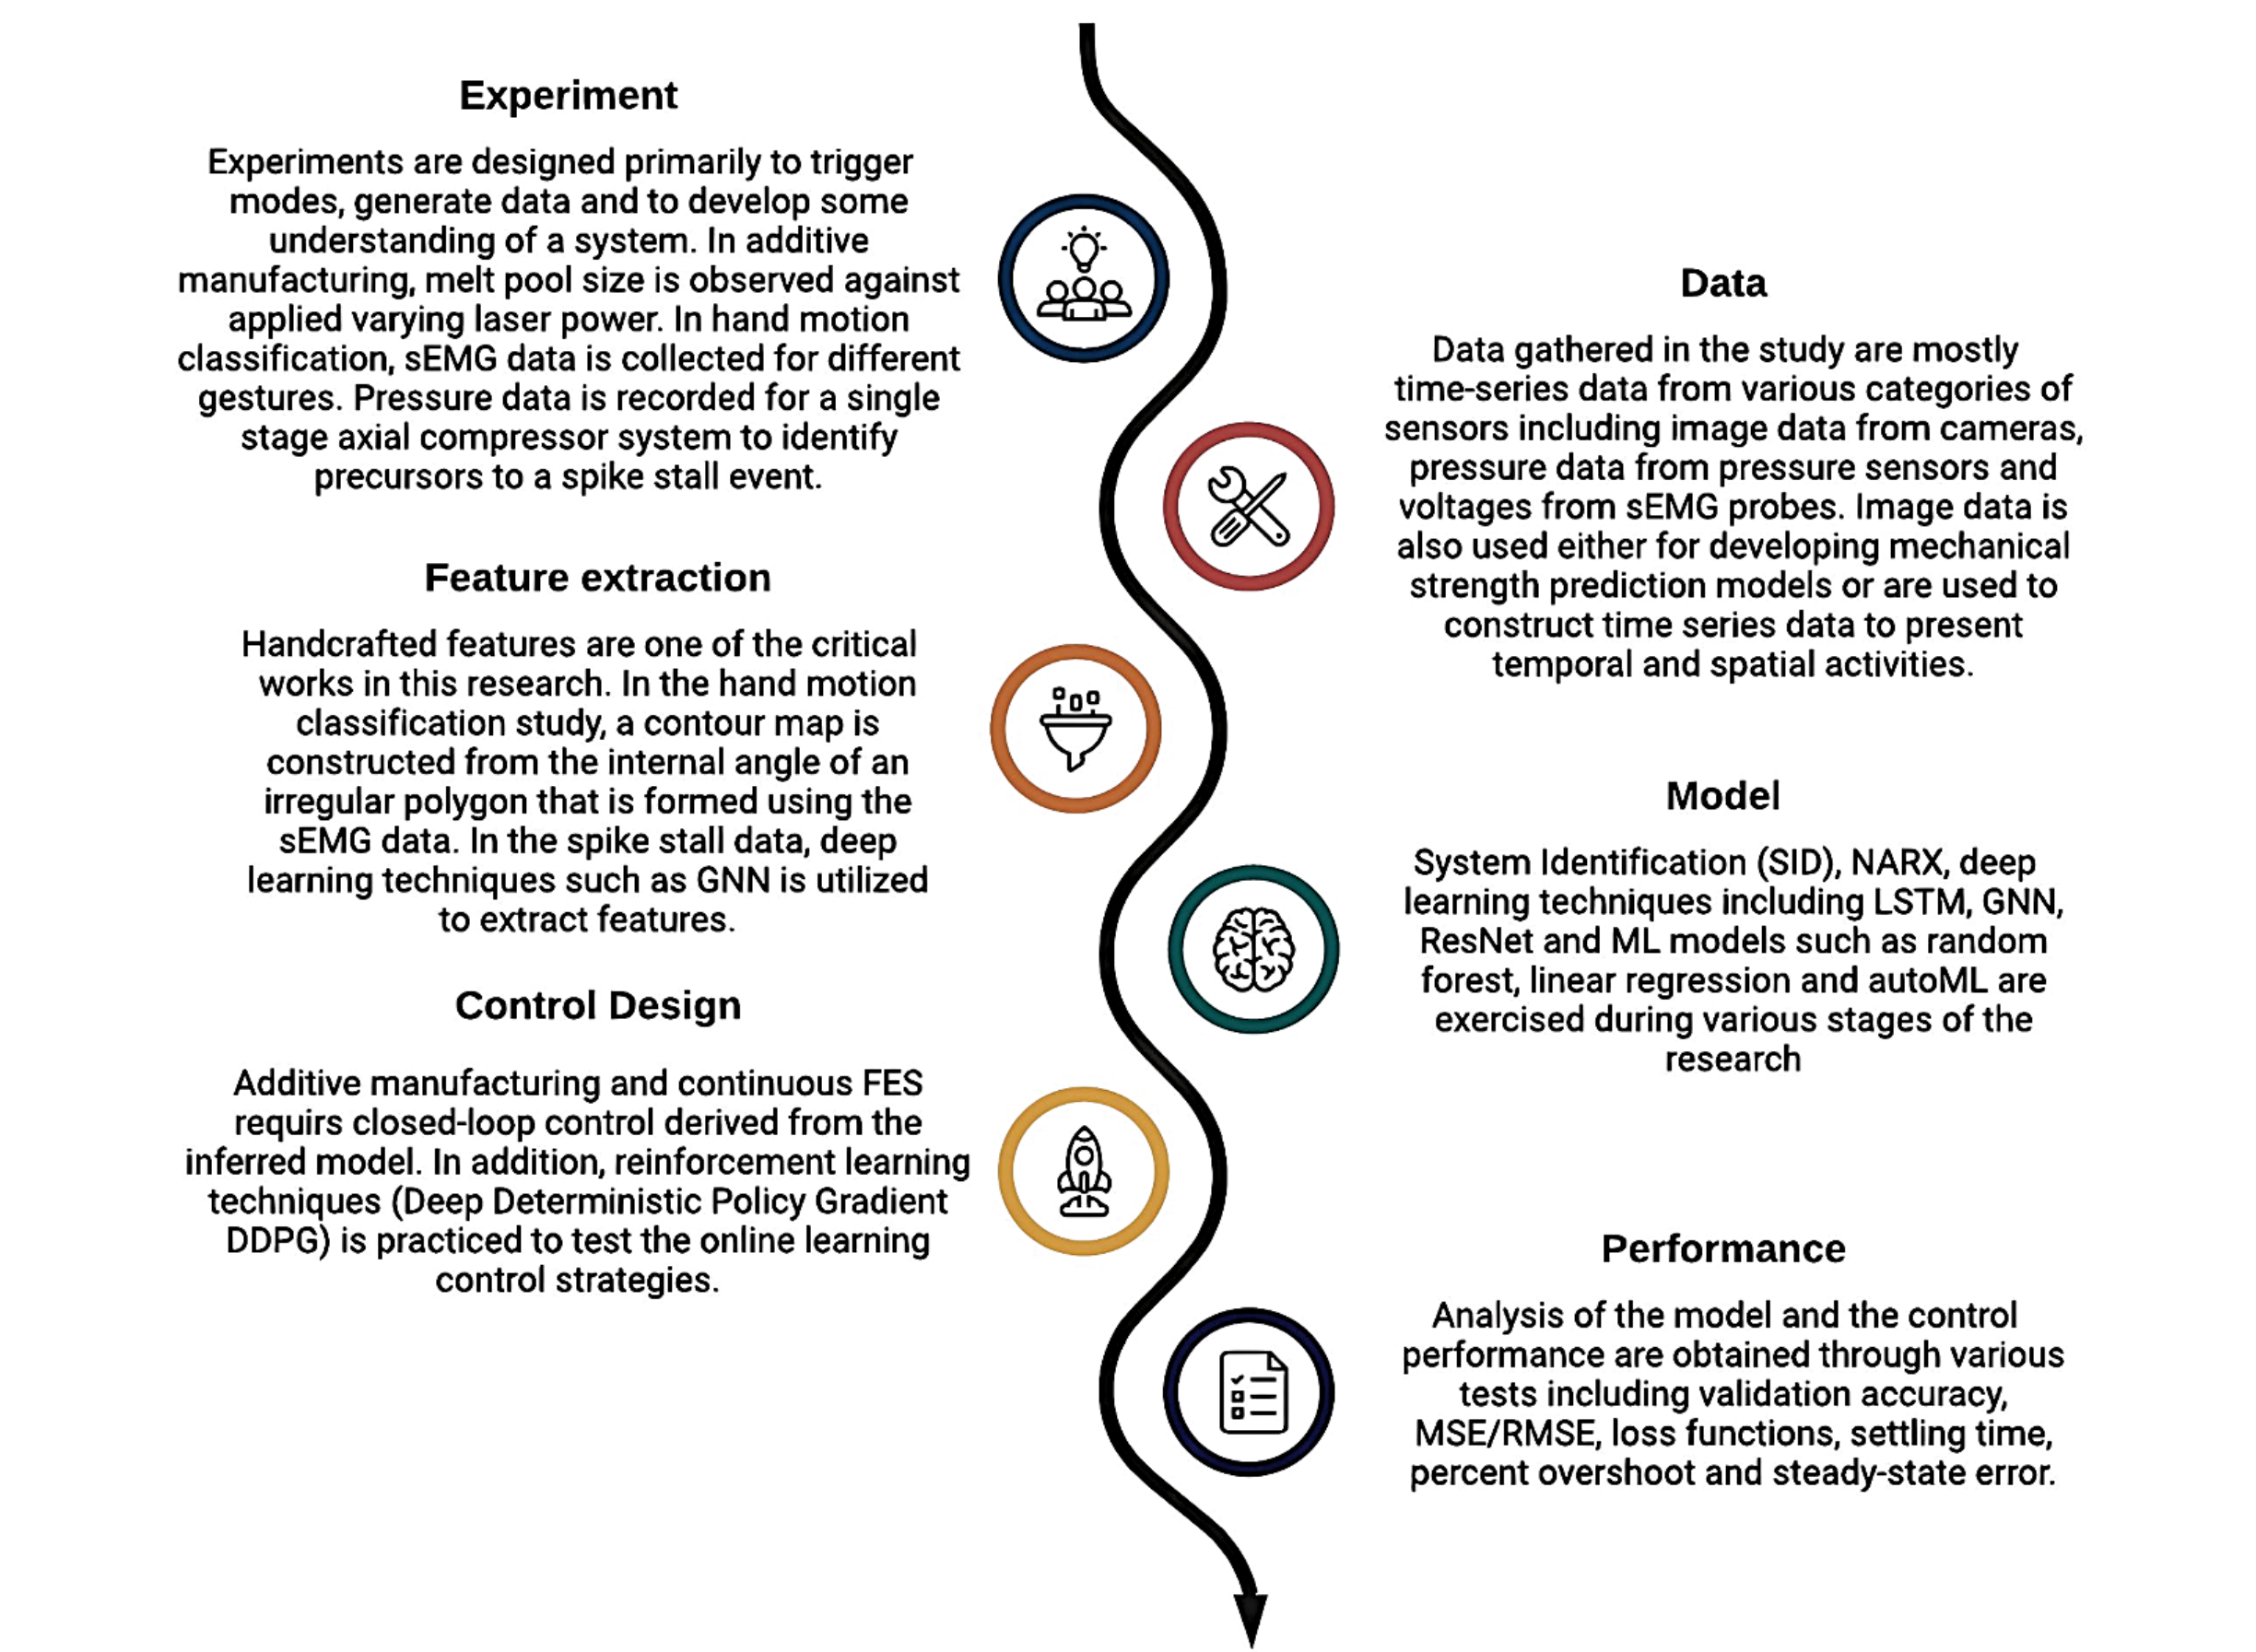 Experiment
Experiments are designed primarily to trigger
modes, generate data and to develop some
understanding of a system. In additive
manufacturing, melt pool size is observed against
applied varying laser power. In hand motion
classification, sEMG data is collected for different
gestures. Pressure data is recorded for a single
stage axial compressor system to identify
precursors to a spike stall event.
Data
Data gathered in the study are mostly
time-series data from various categories of
sensors including image data from cameras,
pressure data from pressure sensors and
voltages from sEMG probes. Image data is
also used either for developing mechanical
strength prediction models or are used to
construct time series data to present
temporal and spatial activities.
Feature extraction
Handcrafted features are one of the critical
works in this research. In the hand motion
classification study, a contour map is
constructed from the internal angle of an
irregular polygon that is formed using the
sEMG data. In the spike stall data, deep
learning techniques such as GNN is utilized
to extract features.
Model
System Identification (SID), NARX, deep
learning techniques including LSTM, GNN,
ResNet and ML models such as random
forest, linear regression and autoML are
exercised during various stages of the
research
Control Design
Additive manufacturing and continuous FES
requirs closed-loop control derived from the
inferred model. In addition, reinforcement learning
techniques (Deep Deterministic Policy Gradient
DDPG) is practiced to test the online learning
control strategies.
Performance
Analysis of the model and the control
performance are obtained through various
tests including validation accuracy,
MSE/RMSE, loss functions, settling time,
percent overshoot and steady-state error.